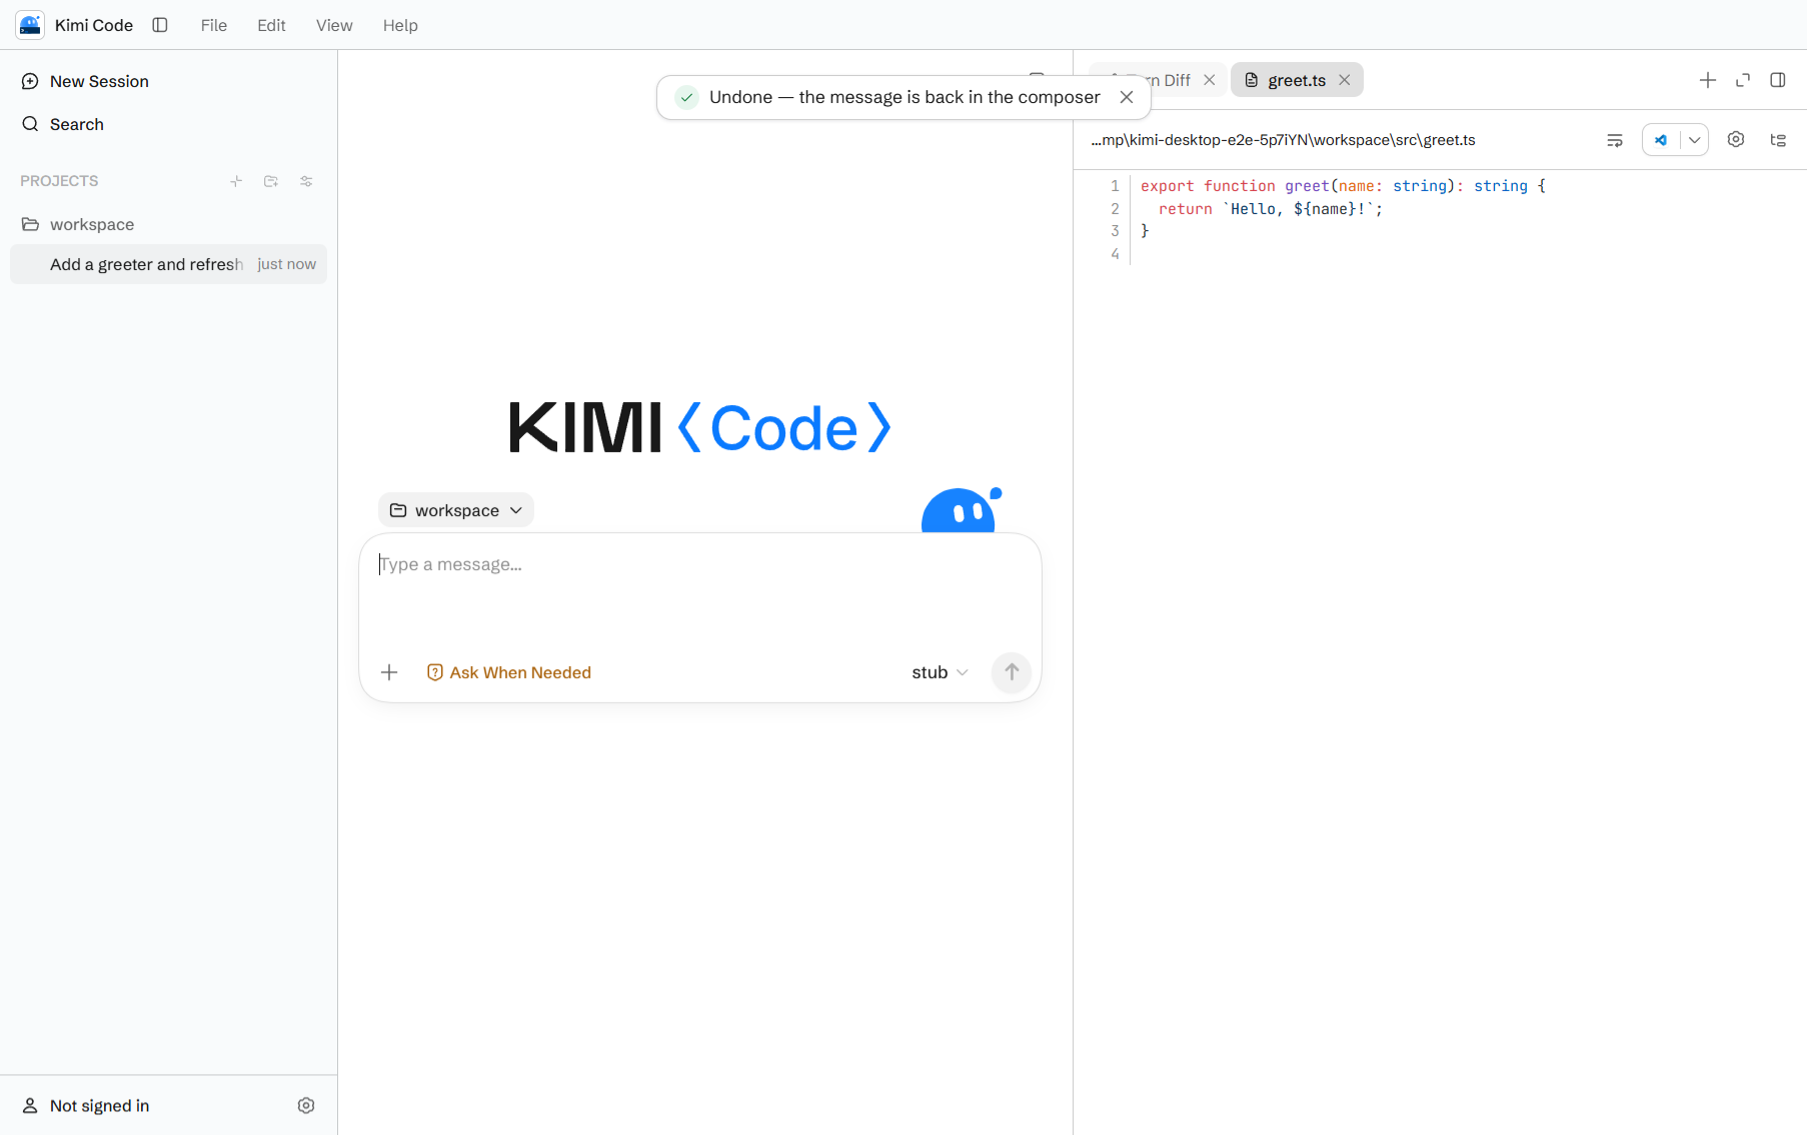 Kimi Code File Edit View Help
New Session
Search
PROJECTS
workspace
Add a greeter and refresh just now
Not signed in
Undone — the message is back in the composer
KIMI Code
workspace
Type a message...
Ask When Needed
stub
Diff
greet.ts
...mp\kimi-desktop-e2e-5p7iYN\workspace\src\greet.ts
1 export function greet(name: string): string {
2 return `Hello, ${name}!`;
3 }
4